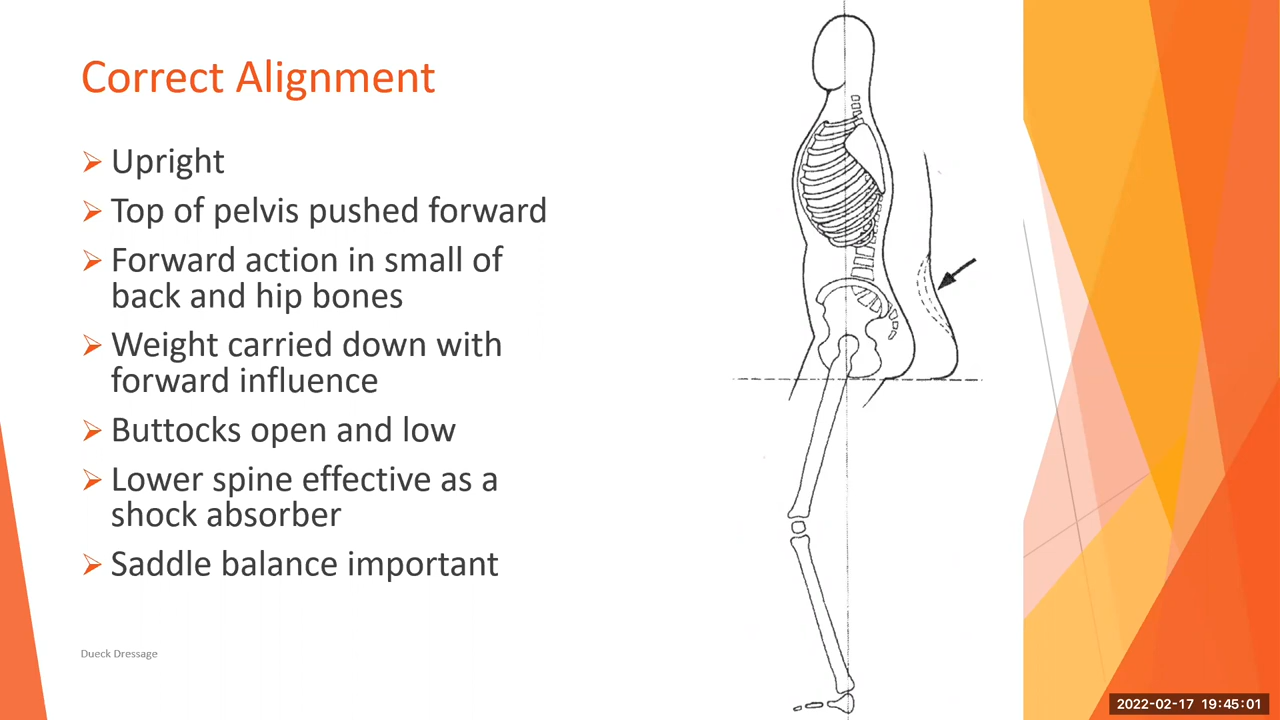 Correct Alignment
Upright
Top of pelvis pushed forward
Forward action in small of
back and hip bones
Weight carried down with
forward influence
Buttocks open and low
Lower spine effective as a
shock absorber
Saddle balance important
Dueck Dressage
2022-02-17 19:45:01